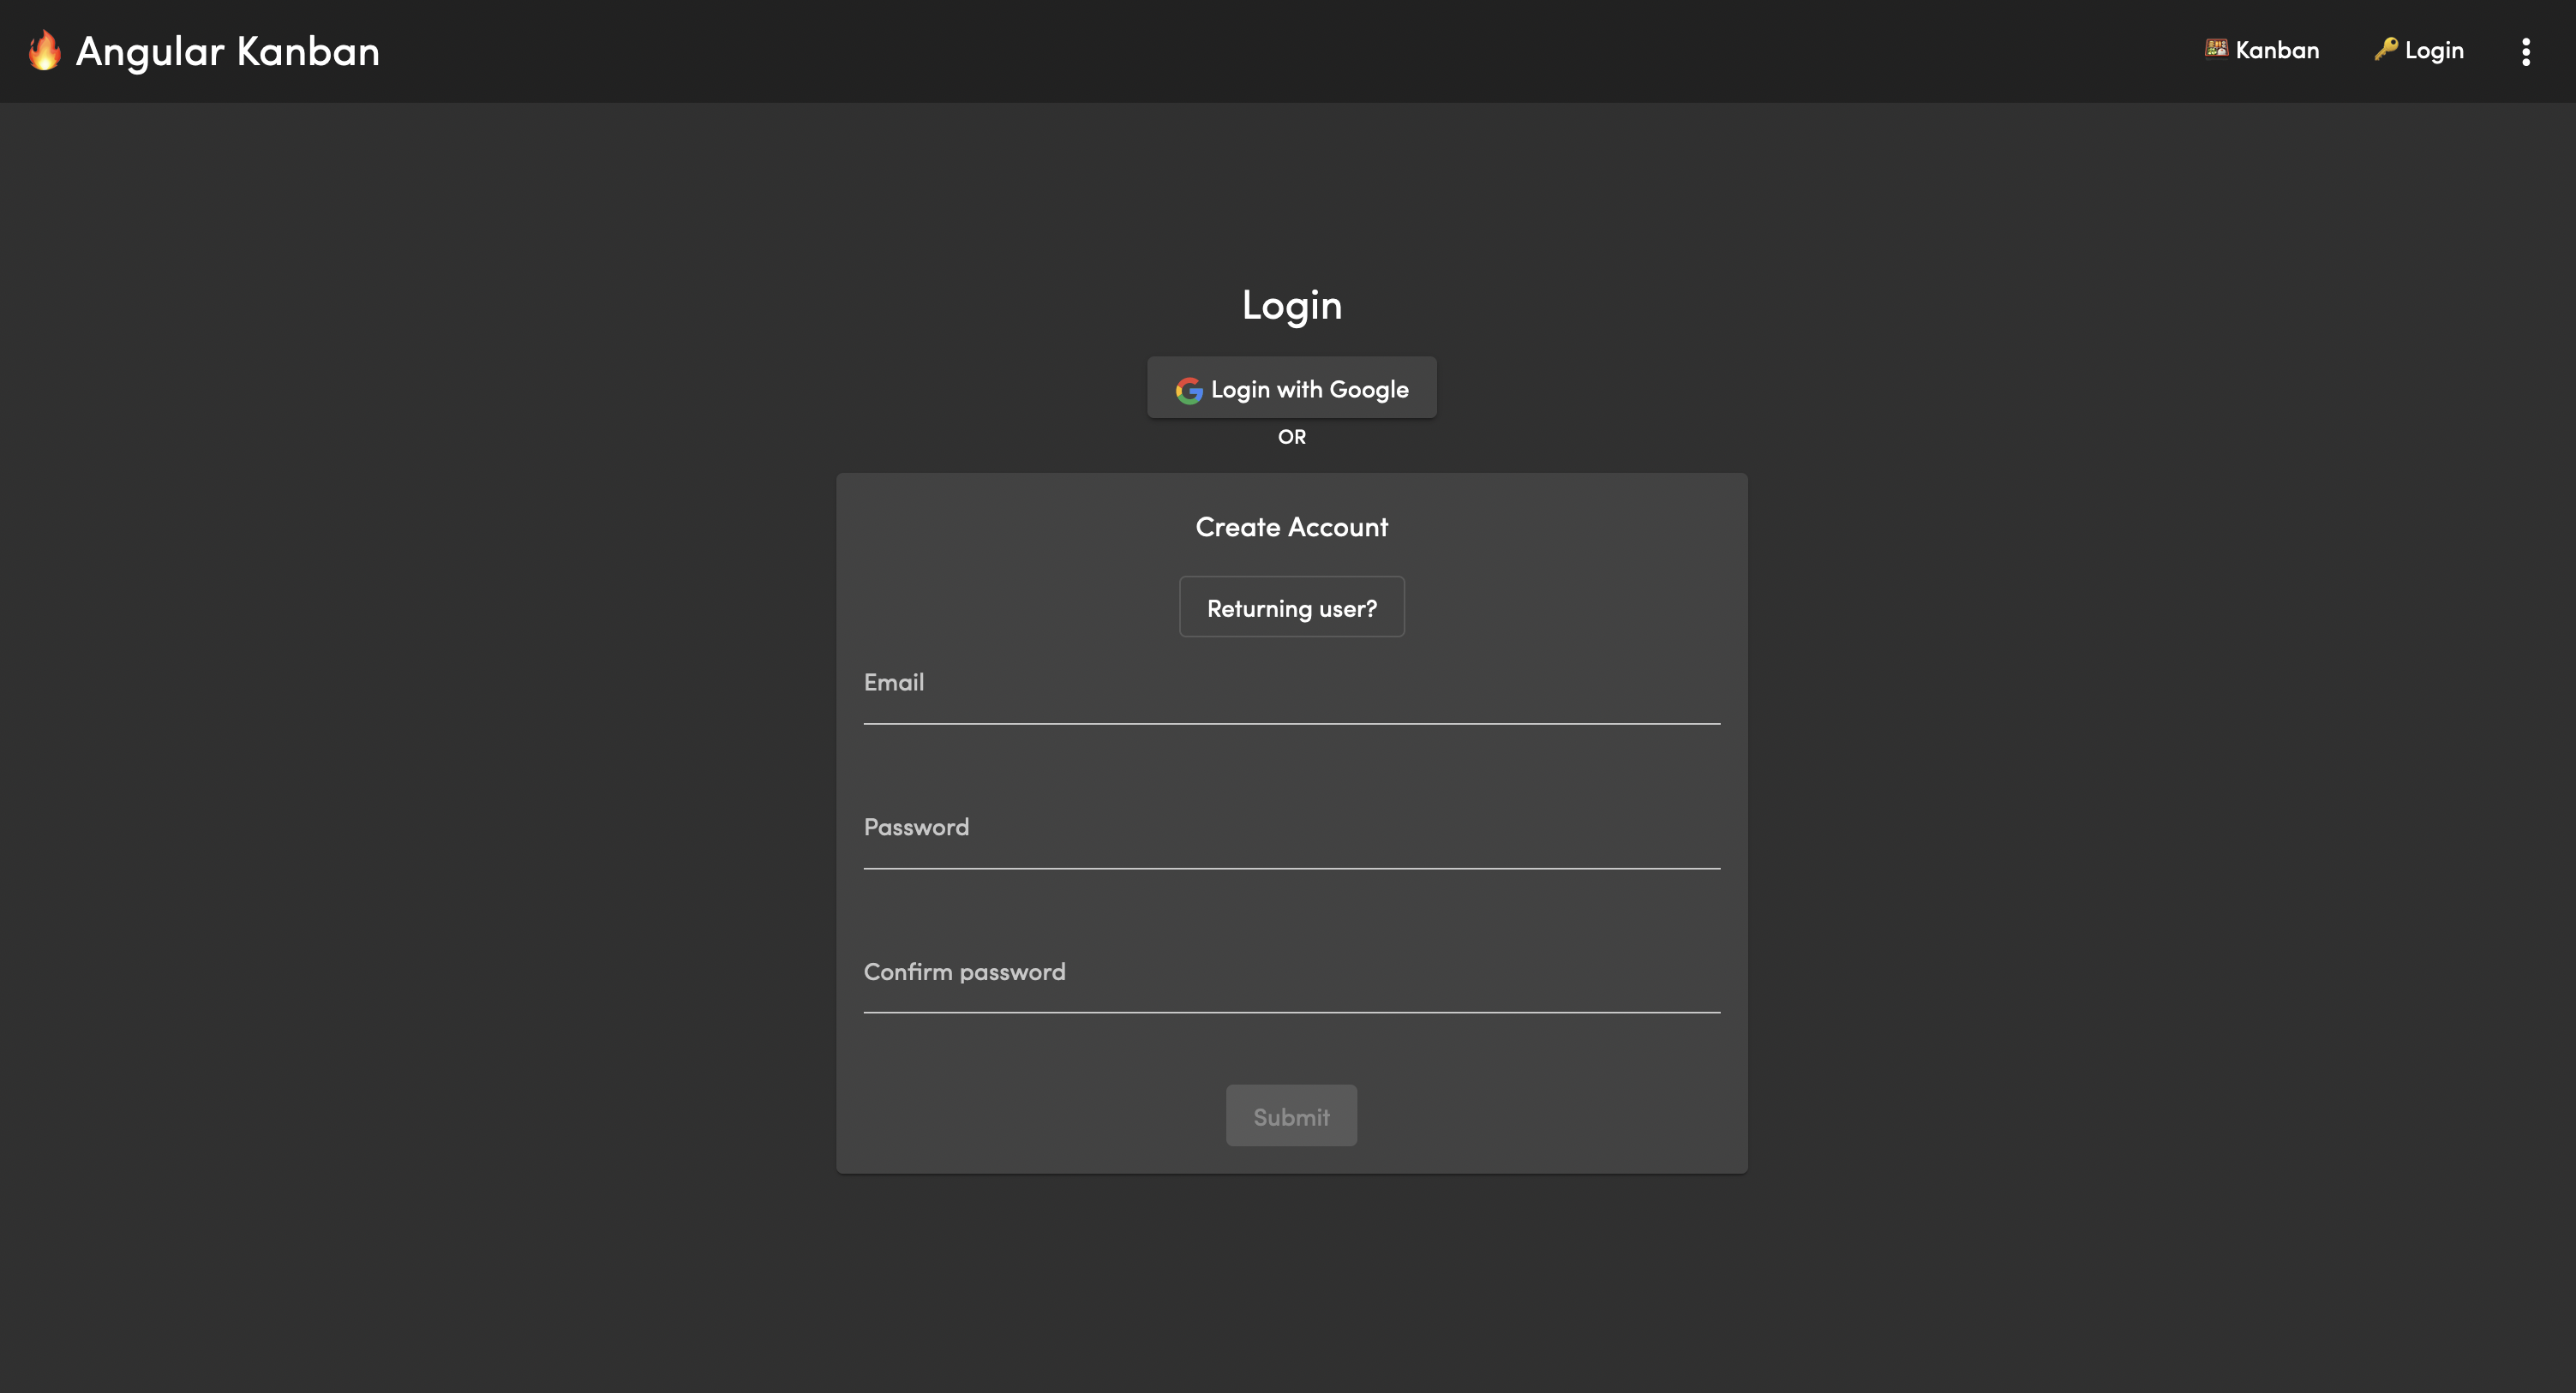 🔥 Angular Kanban
🍱 Kanban
🔑 Login
Login
Login with Google
OR
Create Account
Returning user?
Email
Password
Confirm password
Submit